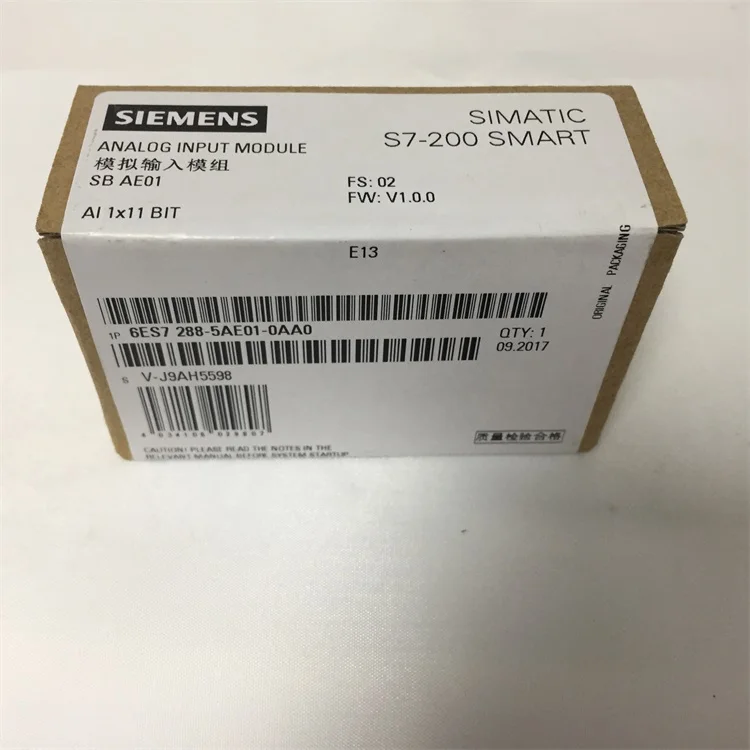 SIEMENS
SIMATIC
S7-200 SMART
ANALOG INPUT MODULE
模拟输入模组
SB AE01
FS: 02
FW: V1.0.0
AI 1x11 BIT
E13
ORIGINAL PACKAGING
1P 6ES7 288-5AE01-0AA0
QTY: 1
09.2017
S V-J9AH5598
质量检验合格
CAUTION! PLEASE READ THE NOTES IN THE
RELEVANT MANUAL BEFORE SYSTEM STARTUP